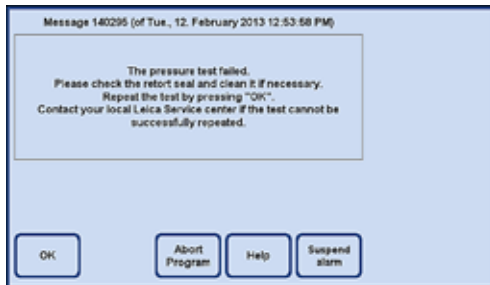 Message 140295 (of Tue., 12. February 2013 12:53:58 PM)
The pressure test failed.
Please check the retort seal and clean it if necessary.
Repeat the test by pressing "OK".
Contact your local Leica Service center if the test cannot be
successfully repeated.
OK
Abort
Program
Help
Suspend
alarm